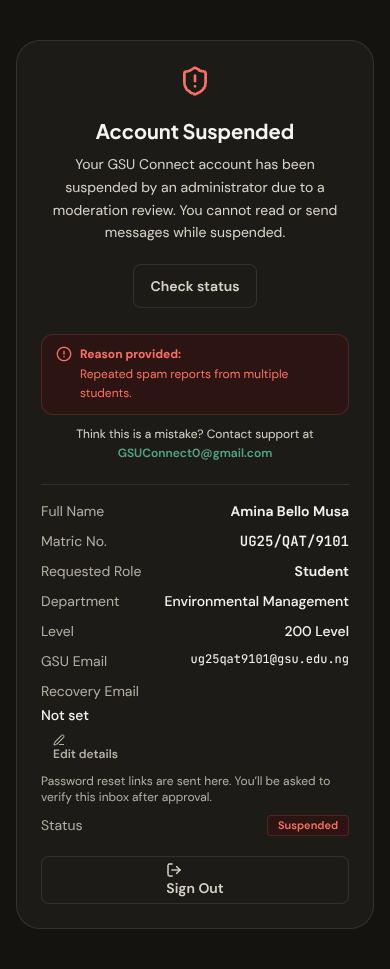 Account Suspended
Your GSU Connect account has been
suspended by an administrator due to a
moderation review. You cannot read or send
messages while suspended.
Check status
Reason provided:
Repeated spam reports from multiple
students.
Think this is a mistake? Contact support at
GSUConnect0@gmail.com
Full Name Amina Bello Musa
Matric No. UG25/QAT/9101
Requested Role Student
Department Environmental Management
Level 200 Level
GSU Email ug25qat9101@gsu.edu.ng
Recovery Email
Not set
Edit details
Password reset links are sent here. You’ll be asked to
verify this inbox after approval.
Status Suspended
Sign Out